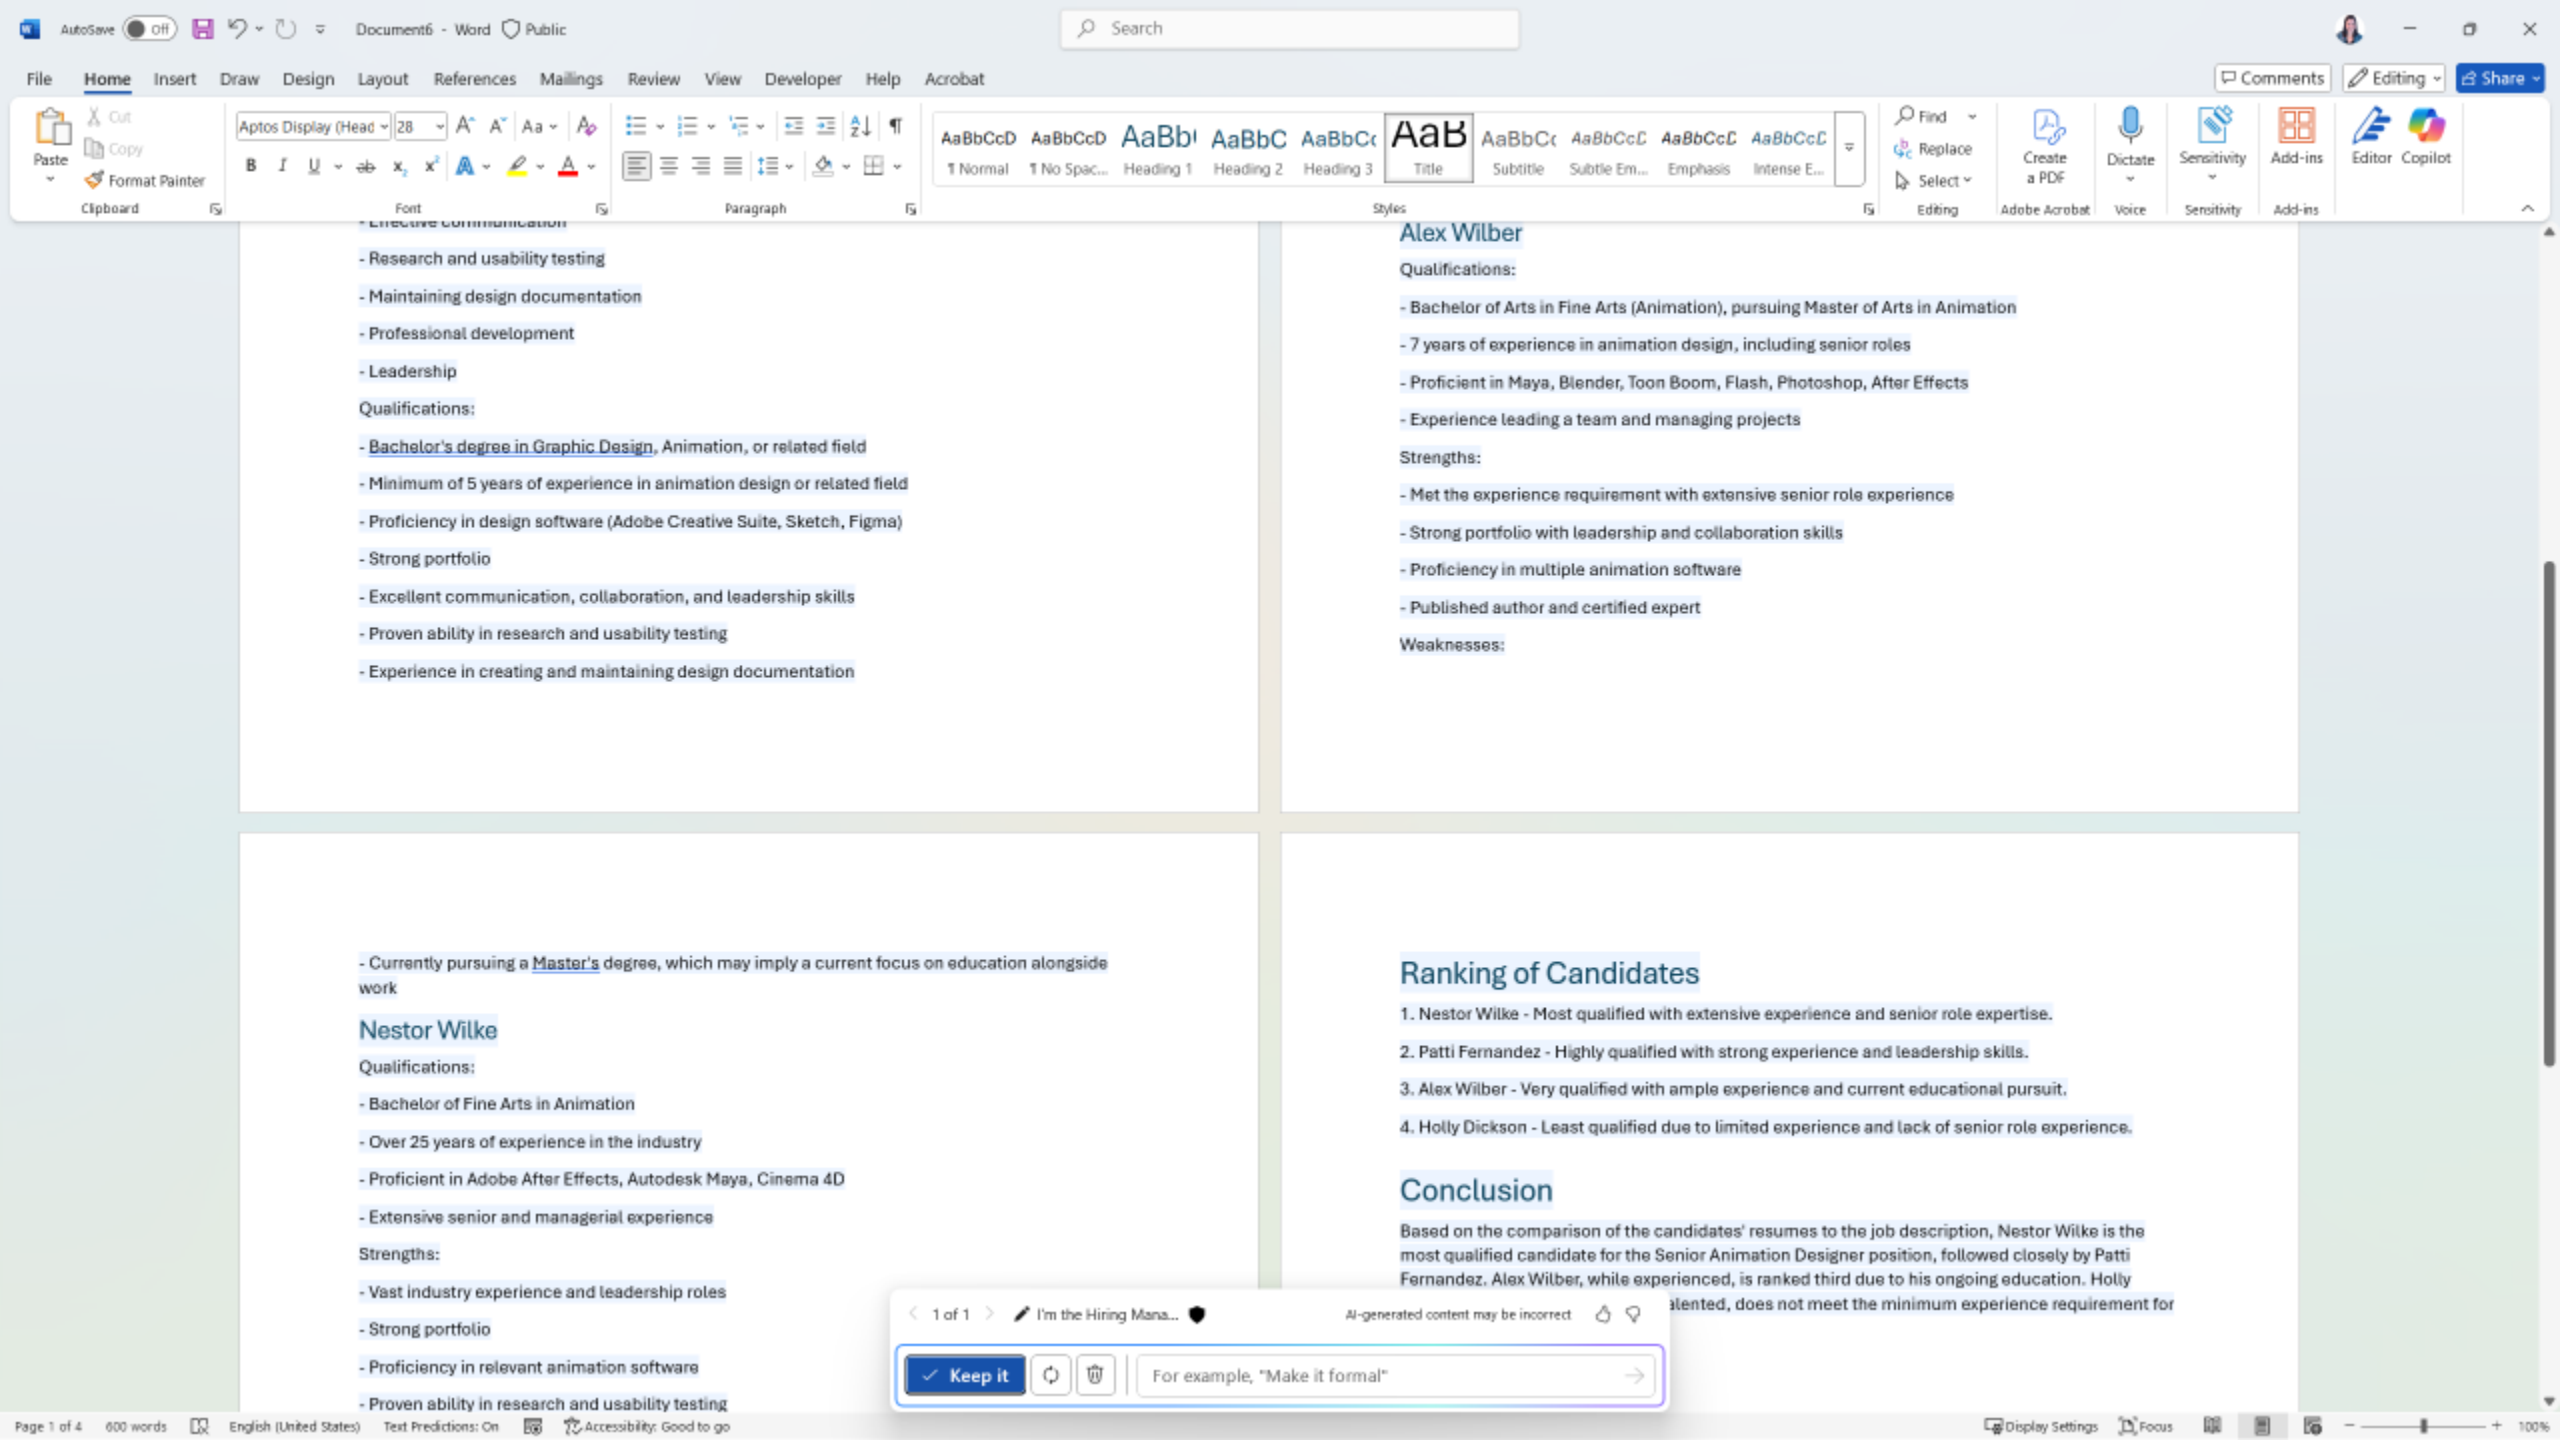 AutoSave Off Document6 - Word Public
Search
File Home Insert Draw Design Layout References Mailings Review View Developer Help Acrobat
Comments Editing Share
Paste
Cut
Copy
Format Painter
Clipboard
Aptos Display (Head 28
Font
Paragraph
AaBbCcD AaBbCcD AaBb( AaBbC AaBbCc AaB AaBbCc AaBbCcD AaBbCcD AaBbCcD
¶ Normal ¶ No Spac... Heading 1 Heading 2 Heading 3 Title Subtitle Subtle Em... Emphasis Intense E...
Styles
Find
Replace
Select
Editing
Create
a PDF
Adobe Acrobat
Dictate
Voice
Sensitivity
Sensitivity
Add-ins
Add-ins
Editor
Copilot
- Effective communication
- Research and usability testing
- Maintaining design documentation
- Professional development
- Leadership
Qualifications:
- Bachelor's degree in Graphic Design, Animation, or related field
- Minimum of 5 years of experience in animation design or related field
- Proficiency in design software (Adobe Creative Suite, Sketch, Figma)
- Strong portfolio
- Excellent communication, collaboration, and leadership skills
- Proven ability in research and usability testing
- Experience in creating and maintaining design documentation
Alex Wilber
Qualifications:
- Bachelor of Arts in Fine Arts (Animation), pursuing Master of Arts in Animation
- 7 years of experience in animation design, including senior roles
- Proficient in Maya, Blender, Toon Boom, Flash, Photoshop, After Effects
- Experience leading a team and managing projects
Strengths:
- Met the experience requirement with extensive senior role experience
- Strong portfolio with leadership and collaboration skills
- Proficiency in multiple animation software
- Published author and certified expert
Weaknesses:
- Currently pursuing a Master's degree, which may imply a current focus on education alongside
work
Nestor Wilke
Qualifications:
- Bachelor of Fine Arts in Animation
- Over 25 years of experience in the industry
- Proficient in Adobe After Effects, Autodesk Maya, Cinema 4D
- Extensive senior and managerial experience
Strengths:
- Vast industry experience and leadership roles
- Strong portfolio
- Proficiency in relevant animation software
- Proven ability in research and usability testing
Ranking of Candidates
1. Nestor Wilke - Most qualified with extensive experience and senior role expertise.
2. Patti Fernandez - Highly qualified with strong experience and leadership skills.
3. Alex Wilber - Very qualified with ample experience and current educational pursuit.
4. Holly Dickson - Least qualified due to limited experience and lack of senior role experience.
Conclusion
Based on the comparison of the candidates' resumes to the job description, Nestor Wilke is the
most qualified candidate for the Senior Animation Designer position, followed closely by Patti
Fernandez. Alex Wilber, while experienced, is ranked third due to his ongoing education. Holly
alented, does not meet the minimum experience requirement for
1 of 1 I'm the Hiring Mana... AI-generated content may be incorrect
Keep it For example, "Make it formal"
Page 1 of 4 600 words English (United States) Text Predictions: On Accessibility: Good to go
Display Settings Focus 100%